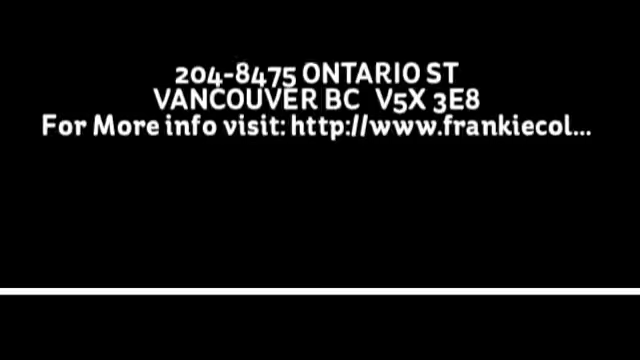 204-8475 ONTARIO ST
VANCOUVER BC V5X 3E8
For More info visit: http://www.frankiecol...